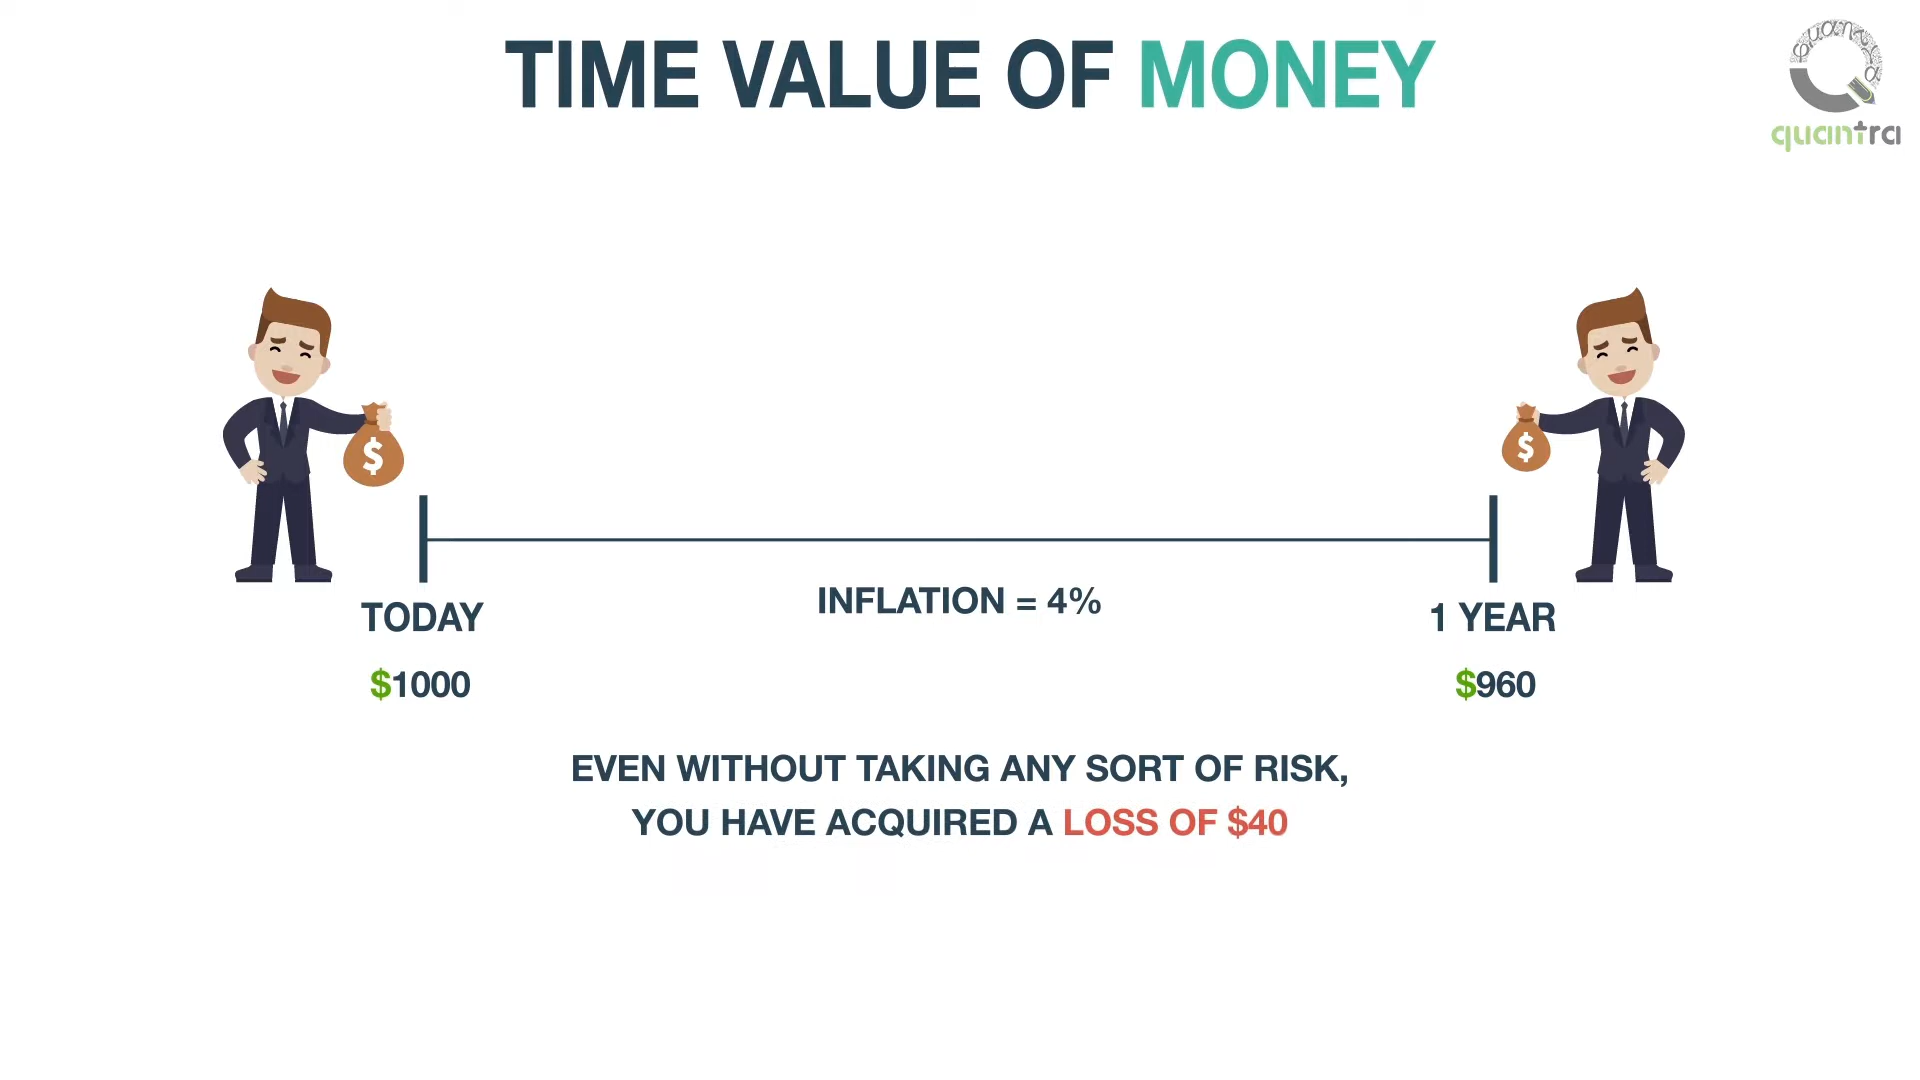 TIME VALUE OF MONEY
quantra
$
$
INFLATION = 4%
TODAY
1 YEAR
$1000
$960
EVEN WITHOUT TAKING ANY SORT OF RISK,
YOU HAVE ACQUIRED A LOSS OF $40